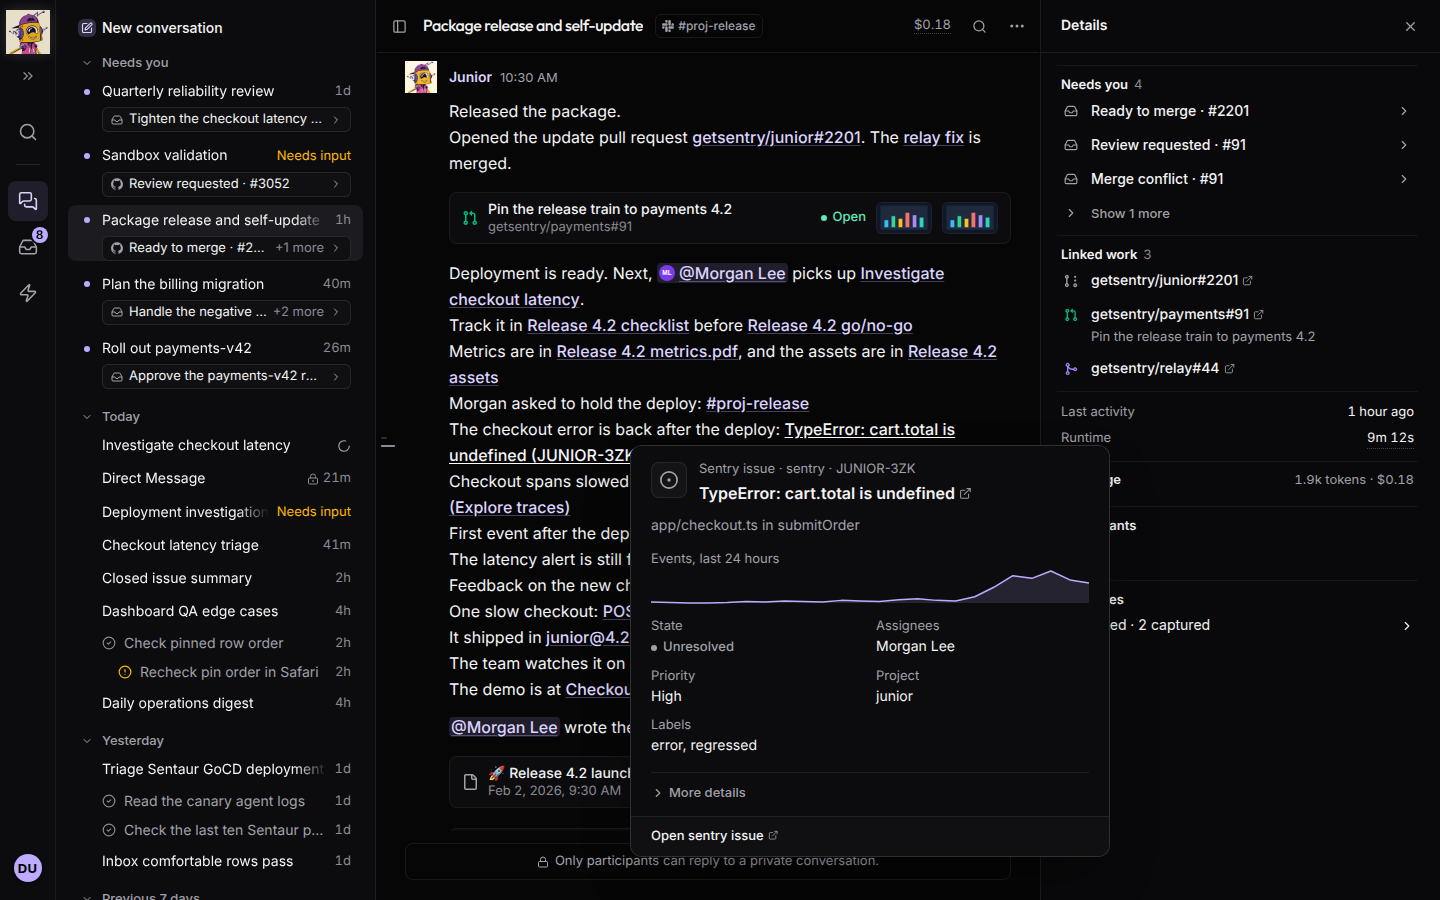 New conversation
Needs you
Quarterly reliability review 1d
Tighten the checkout latency ...
Sandbox validation Needs input
Review requested · #3052
Package release and self-update 1h
Ready to merge · #2... +1 more
Plan the billing migration 40m
Handle the negative ... +2 more
Roll out payments-v42 26m
Approve the payments-v42 r...
Today
Investigate checkout latency
Direct Message 21m
Deployment investigation Needs input
Checkout latency triage 41m
Closed issue summary 2h
Dashboard QA edge cases 4h
Check pinned row order 2h
Recheck pin order in Safari 2h
Daily operations digest 4h
Yesterday
Triage Sentaur GoCD deployment 1d
Read the canary agent logs 1d
Check the last ten Sentaur p... 1d
Inbox comfortable rows pass 1d
Previous 7 days
8
DU
Package release and self-update #proj-release $0.18
Junior 10:30 AM
Released the package.
Opened the update pull request getsentry/junior#2201. The relay fix is
merged.
Pin the release train to payments 4.2
getsentry/payments#91
Open
Deployment is ready. Next, ML @Morgan Lee picks up Investigate
checkout latency.
Track it in Release 4.2 checklist before Release 4.2 go/no-go
Metrics are in Release 4.2 metrics.pdf, and the assets are in Release 4.2
assets
Morgan asked to hold the deploy: #proj-release
The checkout error is back after the deploy: TypeError: cart.total is
undefined (JUNIOR-3ZK
Checkout spans slowed
(Explore traces)
First event after the dep
The latency alert is still f
Feedback on the new ch
One slow checkout: POS
It shipped in junior@4.2
The team watches it on
The demo is at Checkou
@Morgan Lee wrote the
🚀 Release 4.2 launch
Feb 2, 2026, 9:30 AM
Only participants can reply to a private conversation.
Sentry issue · sentry · JUNIOR-3ZK
TypeError: cart.total is undefined
app/checkout.ts in submitOrder
Events, last 24 hours
State Assignees
Unresolved Morgan Lee
Priority Project
High junior
Labels
error, regressed
More details
Open sentry issue
Details
Needs you 4
Ready to merge · #2201
Review requested · #91
Merge conflict · #91
Show 1 more
Linked work 3
getsentry/junior#2201
getsentry/payments#91
Pin the release train to payments 4.2
getsentry/relay#44
Last activity 1 hour ago
Runtime 9m 12s
ge 1.9k tokens · $0.18
ants
es
ed · 2 captured